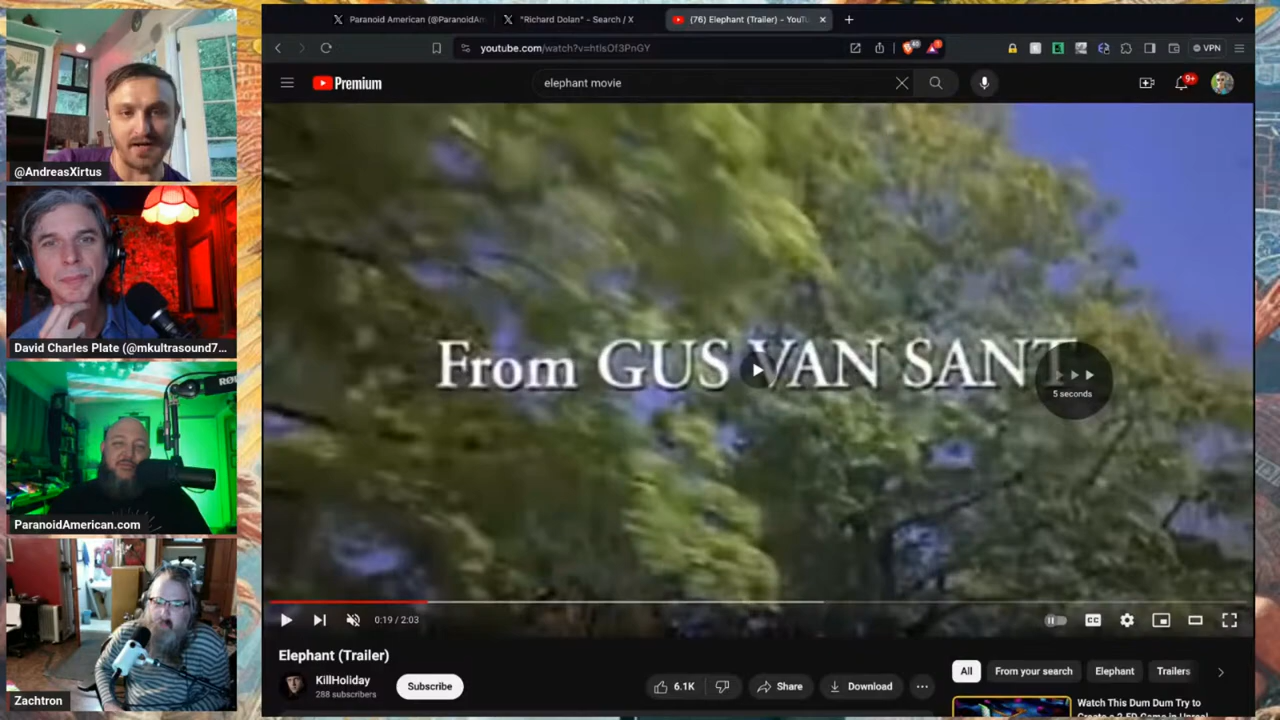 Paranoid American (@ParanoidAm
"Richard Dolan" - Search / X
(76) Elephant (Trailer) - YouTu
youtube.com/watch?v=htlsOf3PnGY
VPN
Premium
elephant movie
9+
@AndreasXirtus
David Charles Plate (@mkultrasound7...
ParanoidAmerican.com
Zachtron
From GUS VAN SANT
5 seconds
0:19 / 2:03
CC
Elephant (Trailer)
KillHoliday
288 subscribers
Subscribe
6.1K
Share
Download
All
From your search
Elephant
Trailers
Watch This Dum Dum Try to